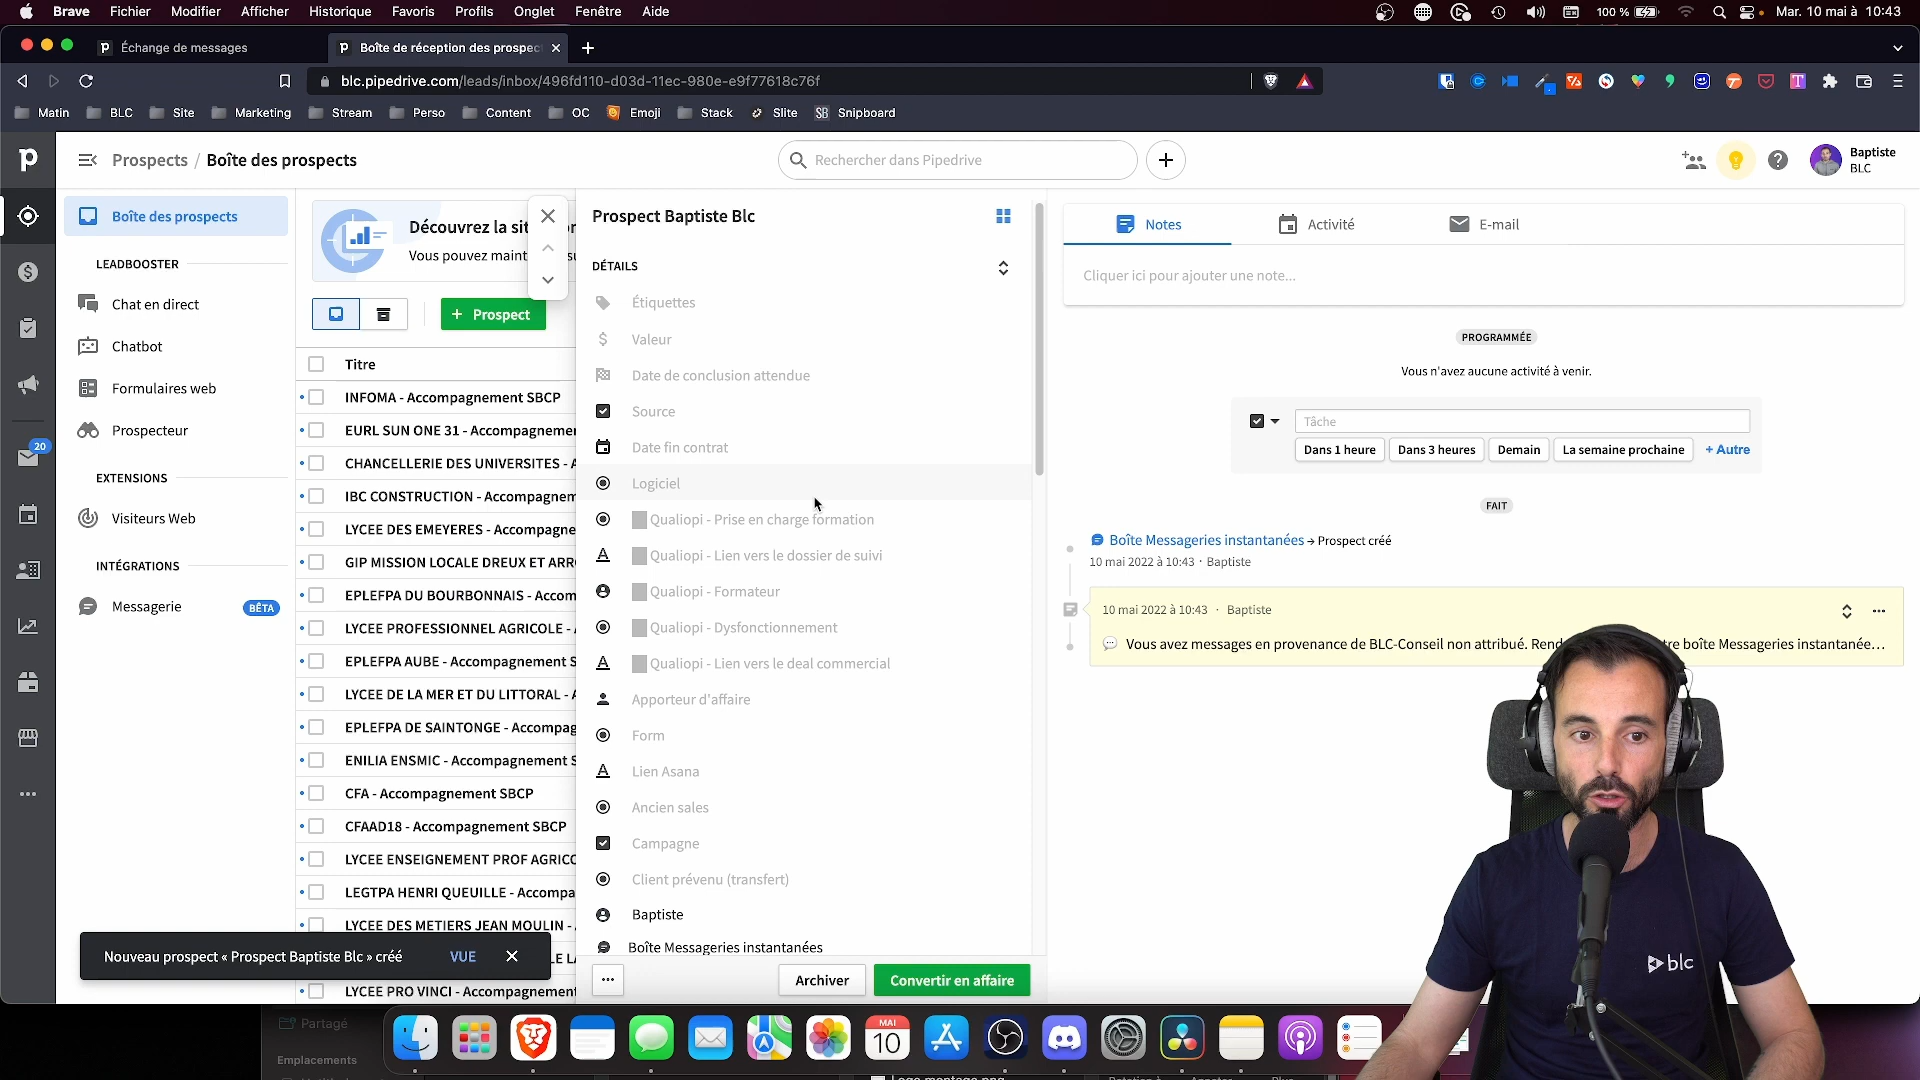 Brave Fichier Modifier Afficher Historique Favoris Profils Onglet Fenêtre Aide
100 % Mar. 10 mai à 10:43
Échange de messages
Boîte de réception des prospec
blc.pipedrive.com/leads/inbox/496fd110-d03d-11ec-980e-e9f77618c76f
Matin BLC Site Marketing Stream Perso Content OC Emoji Stack Slite SB Snipboard
Prospects / Boîte des prospects
Rechercher dans Pipedrive
Baptiste
BLC
20
Boîte des prospects
LEADBOOSTER
Chat en direct
Chatbot
Formulaires web
Prospecteur
EXTENSIONS
Visiteurs Web
INTÉGRATIONS
Messagerie BÊTA
Découvrez la sit
Vous pouvez maint
+ Prospect
Titre
INFOMA - Accompagnement SBCP
EURL SUN ONE 31 - Accompagnemen
CHANCELLERIE DES UNIVERSITES - A
IBC CONSTRUCTION - Accompagnem
LYCEE DES EMEYERES - Accompagne
GIP MISSION LOCALE DREUX ET ARR
EPLEFPA DU BOURBONNAIS - Accom
LYCEE PROFESSIONNEL AGRICOLE - A
EPLEFPA AUBE - Accompagnement S
LYCEE DE LA MER ET DU LITTORAL - A
EPLEFPA DE SAINTONGE - Accompag
ENILIA ENSMIC - Accompagnement S
CFA - Accompagnement SBCP
CFAAD18 - Accompagnement SBCP
LYCEE ENSEIGNEMENT PROF AGRICO
LEGTPA HENRI QUEUILLE - Accompa
LYCEE DES METIERS JEAN MOULIN -
LYCEE PRO VINCI - Accompagnement
Nouveau prospect « Prospect Baptiste Blc » créé VUE
Prospect Baptiste Blc
DÉTAILS
Étiquettes
Valeur
Date de conclusion attendue
Source
Date fin contrat
Logiciel
Qualiopi - Prise en charge formation
Qualiopi - Lien vers le dossier de suivi
Qualiopi - Formateur
Qualiopi - Dysfonctionnement
Qualiopi - Lien vers le deal commercial
Apporteur d'affaire
Form
Lien Asana
Ancien sales
Campagne
Client prévenu (transfert)
Baptiste
Boîte Messageries instantanées
Archiver
Convertir en affaire
Notes Activité E-mail
Cliquer ici pour ajouter une note...
PROGRAMMÉE
Vous n'avez aucune activité à venir.
Tâche
Dans 1 heure Dans 3 heures Demain La semaine prochaine + Autre
FAIT
Boîte Messageries instantanées → Prospect créé
10 mai 2022 à 10:43 · Baptiste
10 mai 2022 à 10:43 · Baptiste
Vous avez messages en provenance de BLC-Conseil non attribué. Rend re boîte Messageries instantanée...
blc
Partagé
Emplacements
MAI
10